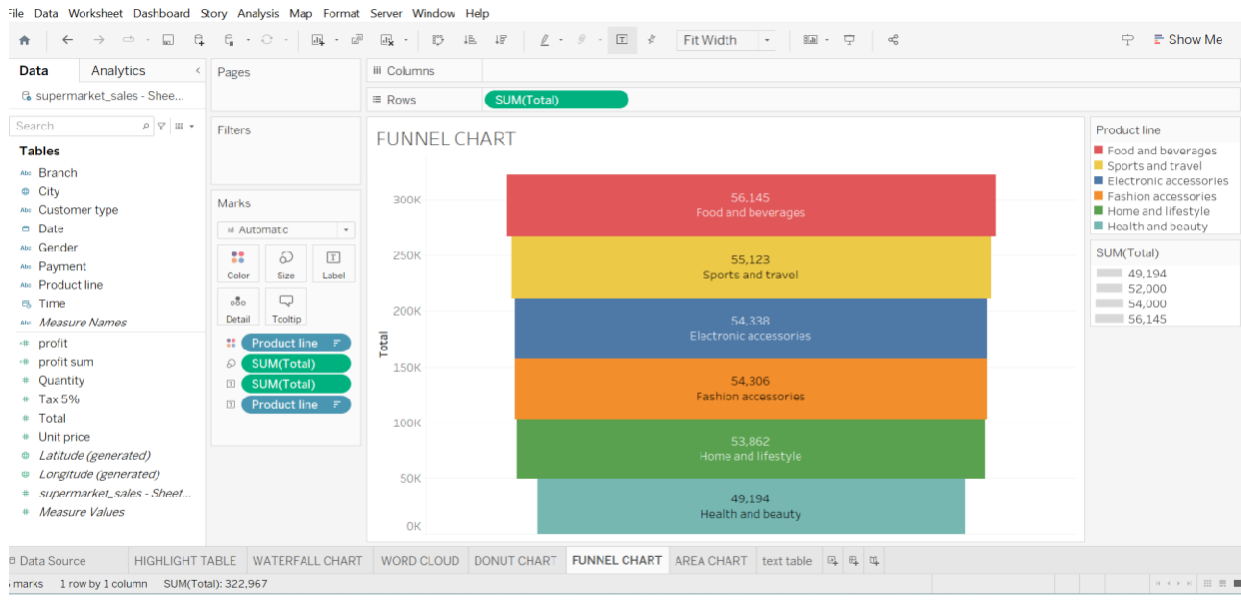 File Data Worksheet Dashboard Story Analysis Map Format Server Window Help
Fit Width
Show Me
Data Analytics
supermarket_sales - Shee...
Search
Tables
Abc Branch
City
Abc Customer type
Date
Abc Gender
Abc Payment
Abc Product line
Time
Abc Measure Names
profit
profit sum
# Quantity
# Tax 5%
# Total
# Unit price
Latitude (generated)
Longitude (generated)
# supermarket_sales - Sheet...
# Measure Values
Pages
Filters
Marks
Automatic
Color Size Label
Detail Tooltip
Product line
SUM(Total)
SUM(Total)
Product line
Columns
Rows SUM(Total)
FUNNEL CHART
Total
300K
250K
200K
150K
100K
50K
0K
56,145
Food and beverages
55,123
Sports and travel
54,338
Electronic accessories
54,306
Fashion accessories
53,862
Home and lifestyle
49,194
Health and beauty
Product line
Food and beverages
Sports and travel
Electronic accessories
Fashion accessories
Home and lifestyle
Health and beauty
SUM(Total)
49,194
52,000
54,000
56,145
Data Source HIGHLIGHT TABLE WATERFALL CHART WORD CLOUD DONUT CHART FUNNEL CHART AREA CHART text table
marks 1 row by 1 column SUM(Total): 322,967